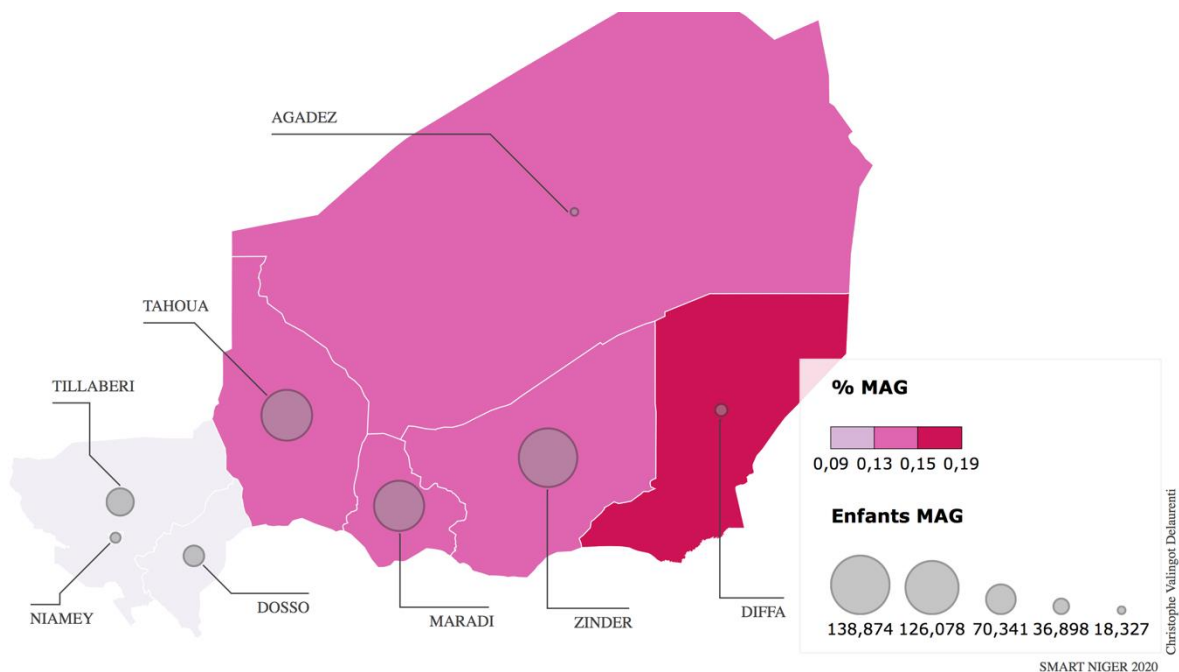 AGADEZ
TAHOUA
TILLABERI
NIAMEY
DOSSO
MARADI
ZINDER
DIFFA
% MAG
0,09 0,13 0,15 0,19
Enfants MAG
138,874 126,078 70,341 36,898 18,327
Christophe Valingot Delaurenti
SMART NIGER 2020